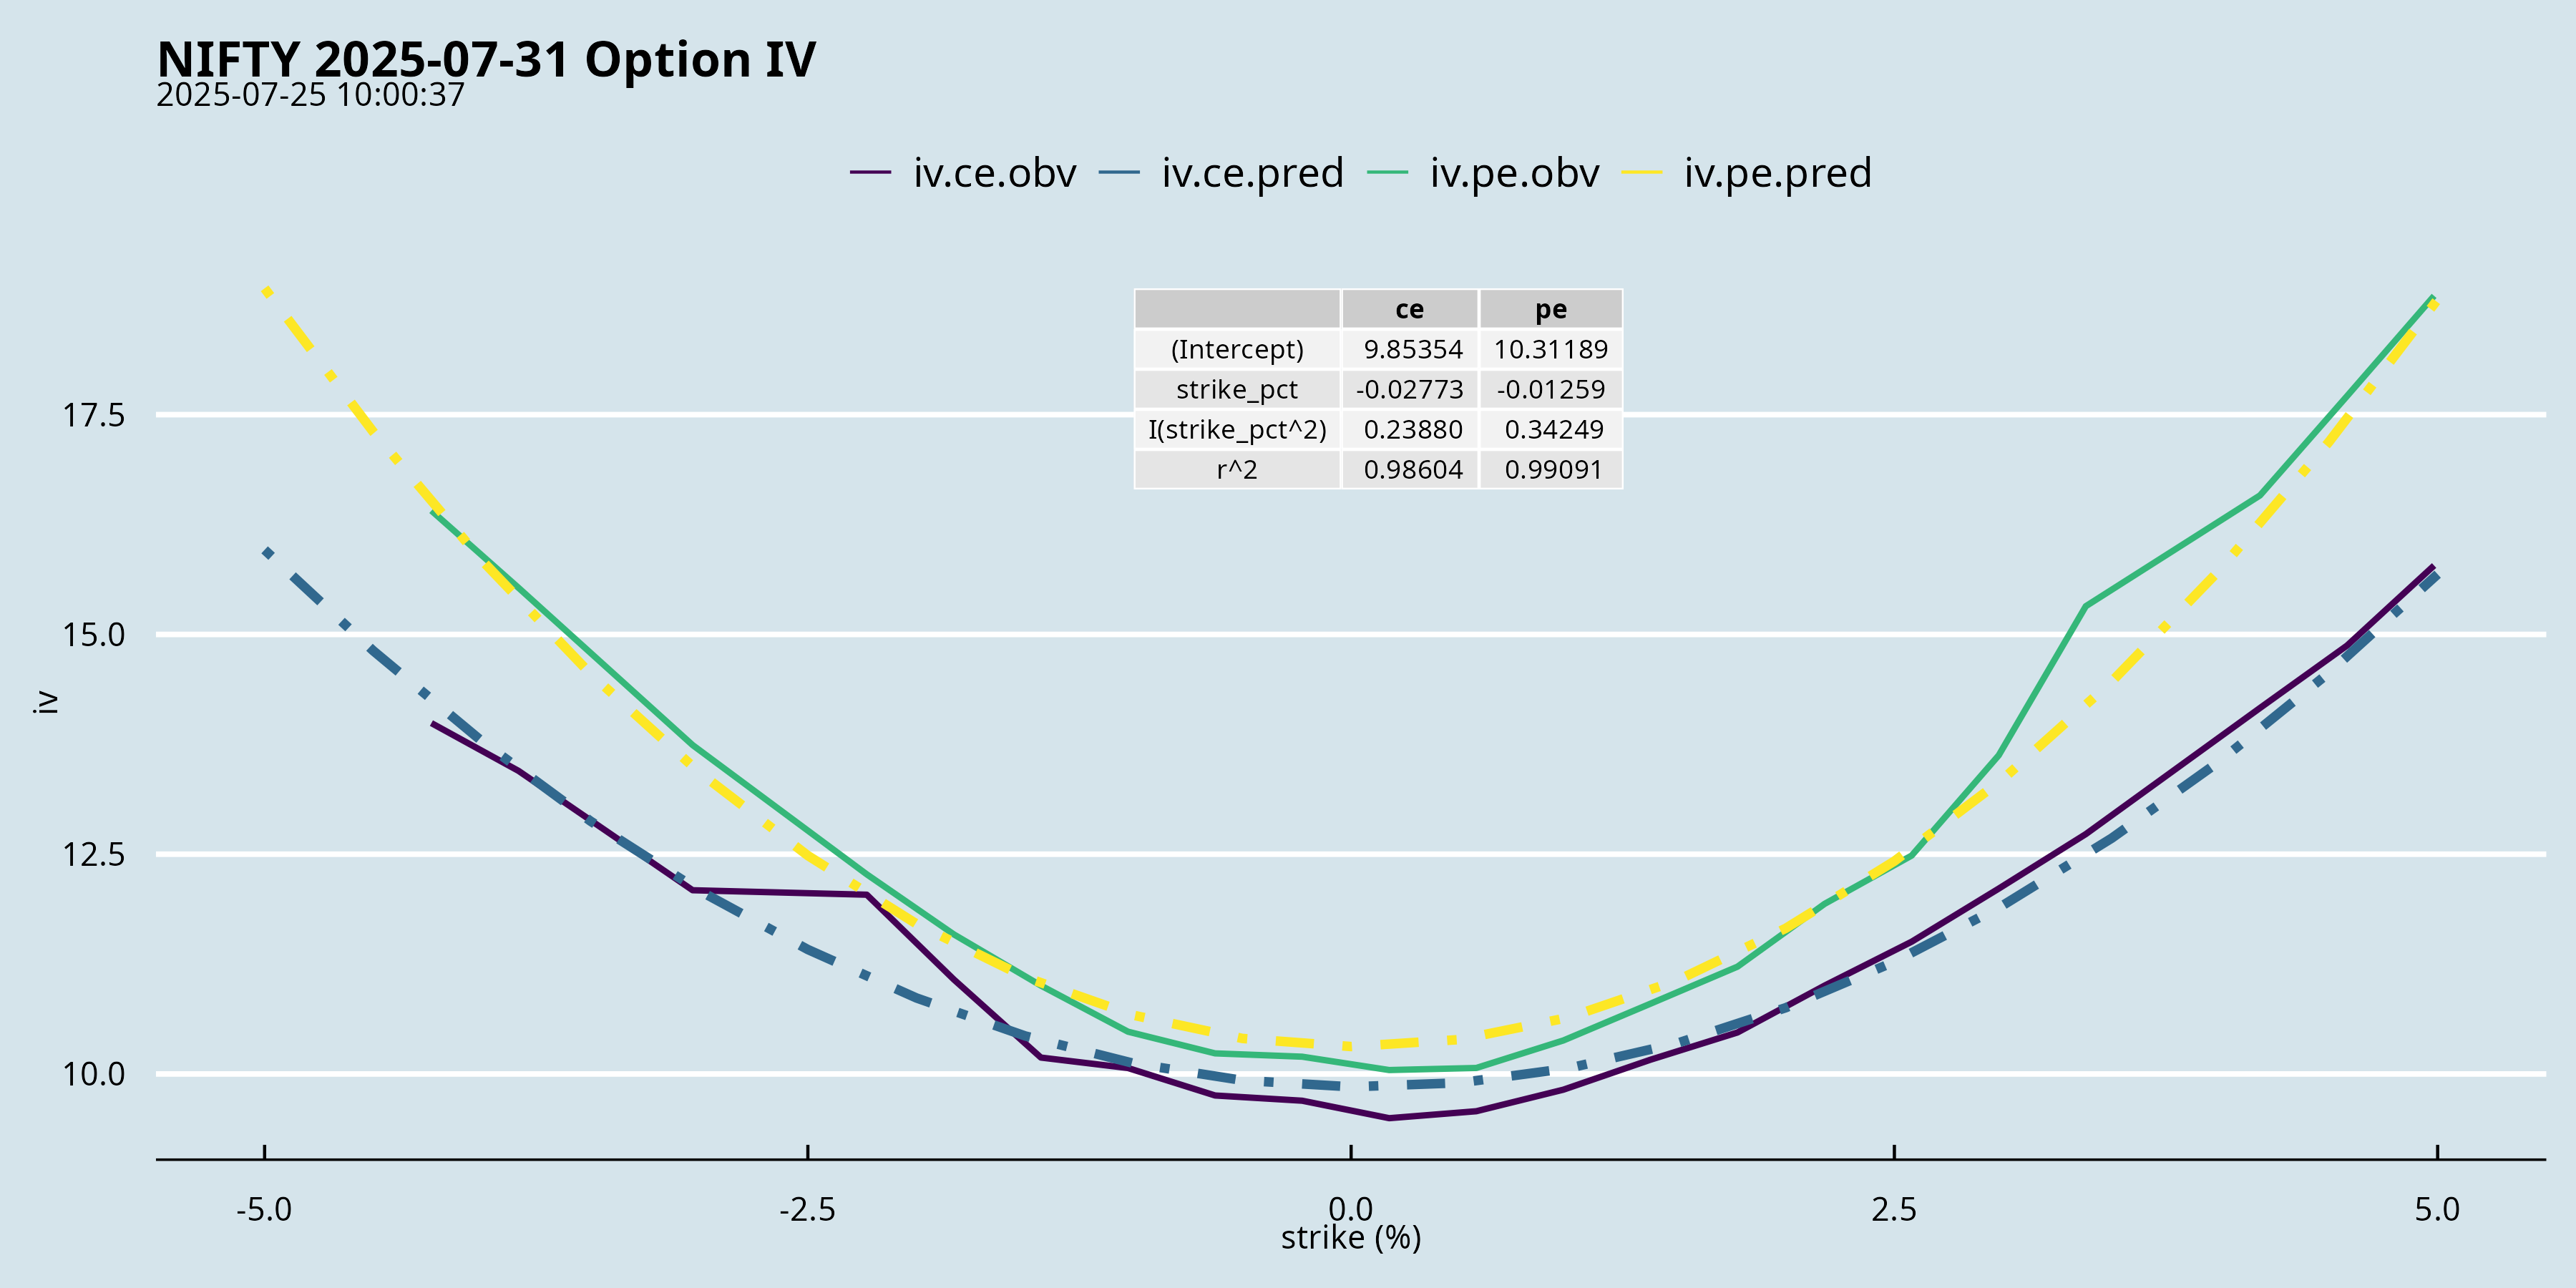 NIFTY 2025-07-31 Option IV
2025-07-25 10:00:37
iv.ce.obv iv.ce.pred iv.pe.obv iv.pe.pred
ce pe
(Intercept) 9.85354 10.31189
strike_pct -0.02773 -0.01259
I(strike_pct^2) 0.23880 0.34249
r^2 0.98604 0.99091
17.5
15.0
12.5
10.0
iv
-5.0 -2.5 0.0 2.5 5.0
strike (%)